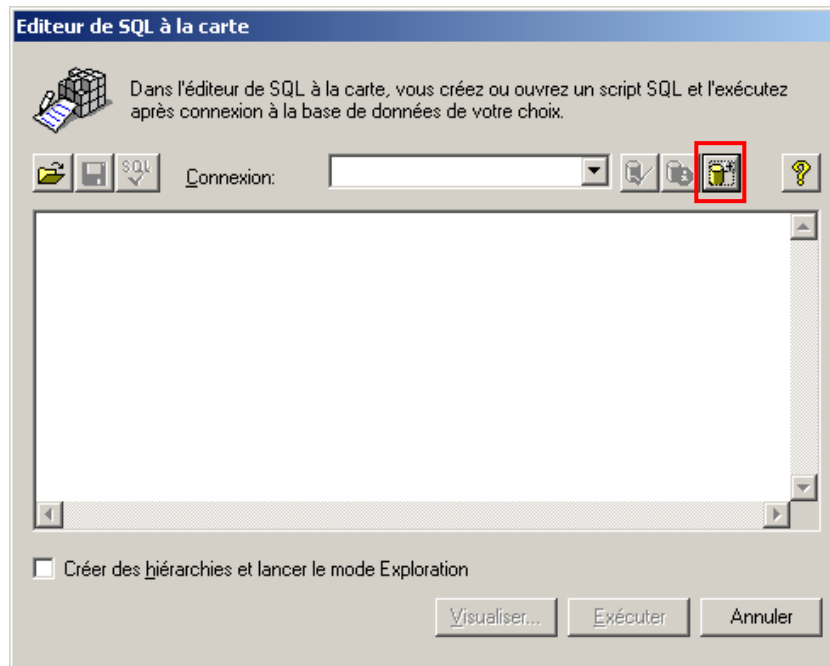 Editeur de SQL à la carte
Dans l'éditeur de SQL à la carte, vous créez ou ouvrez un script SQL et l'exécutez
après connexion à la base de données de votre choix.
SQL
Connexion:
?
Créer des hiérarchies et lancer le mode Exploration
Visualiser...
Exécuter
Annuler